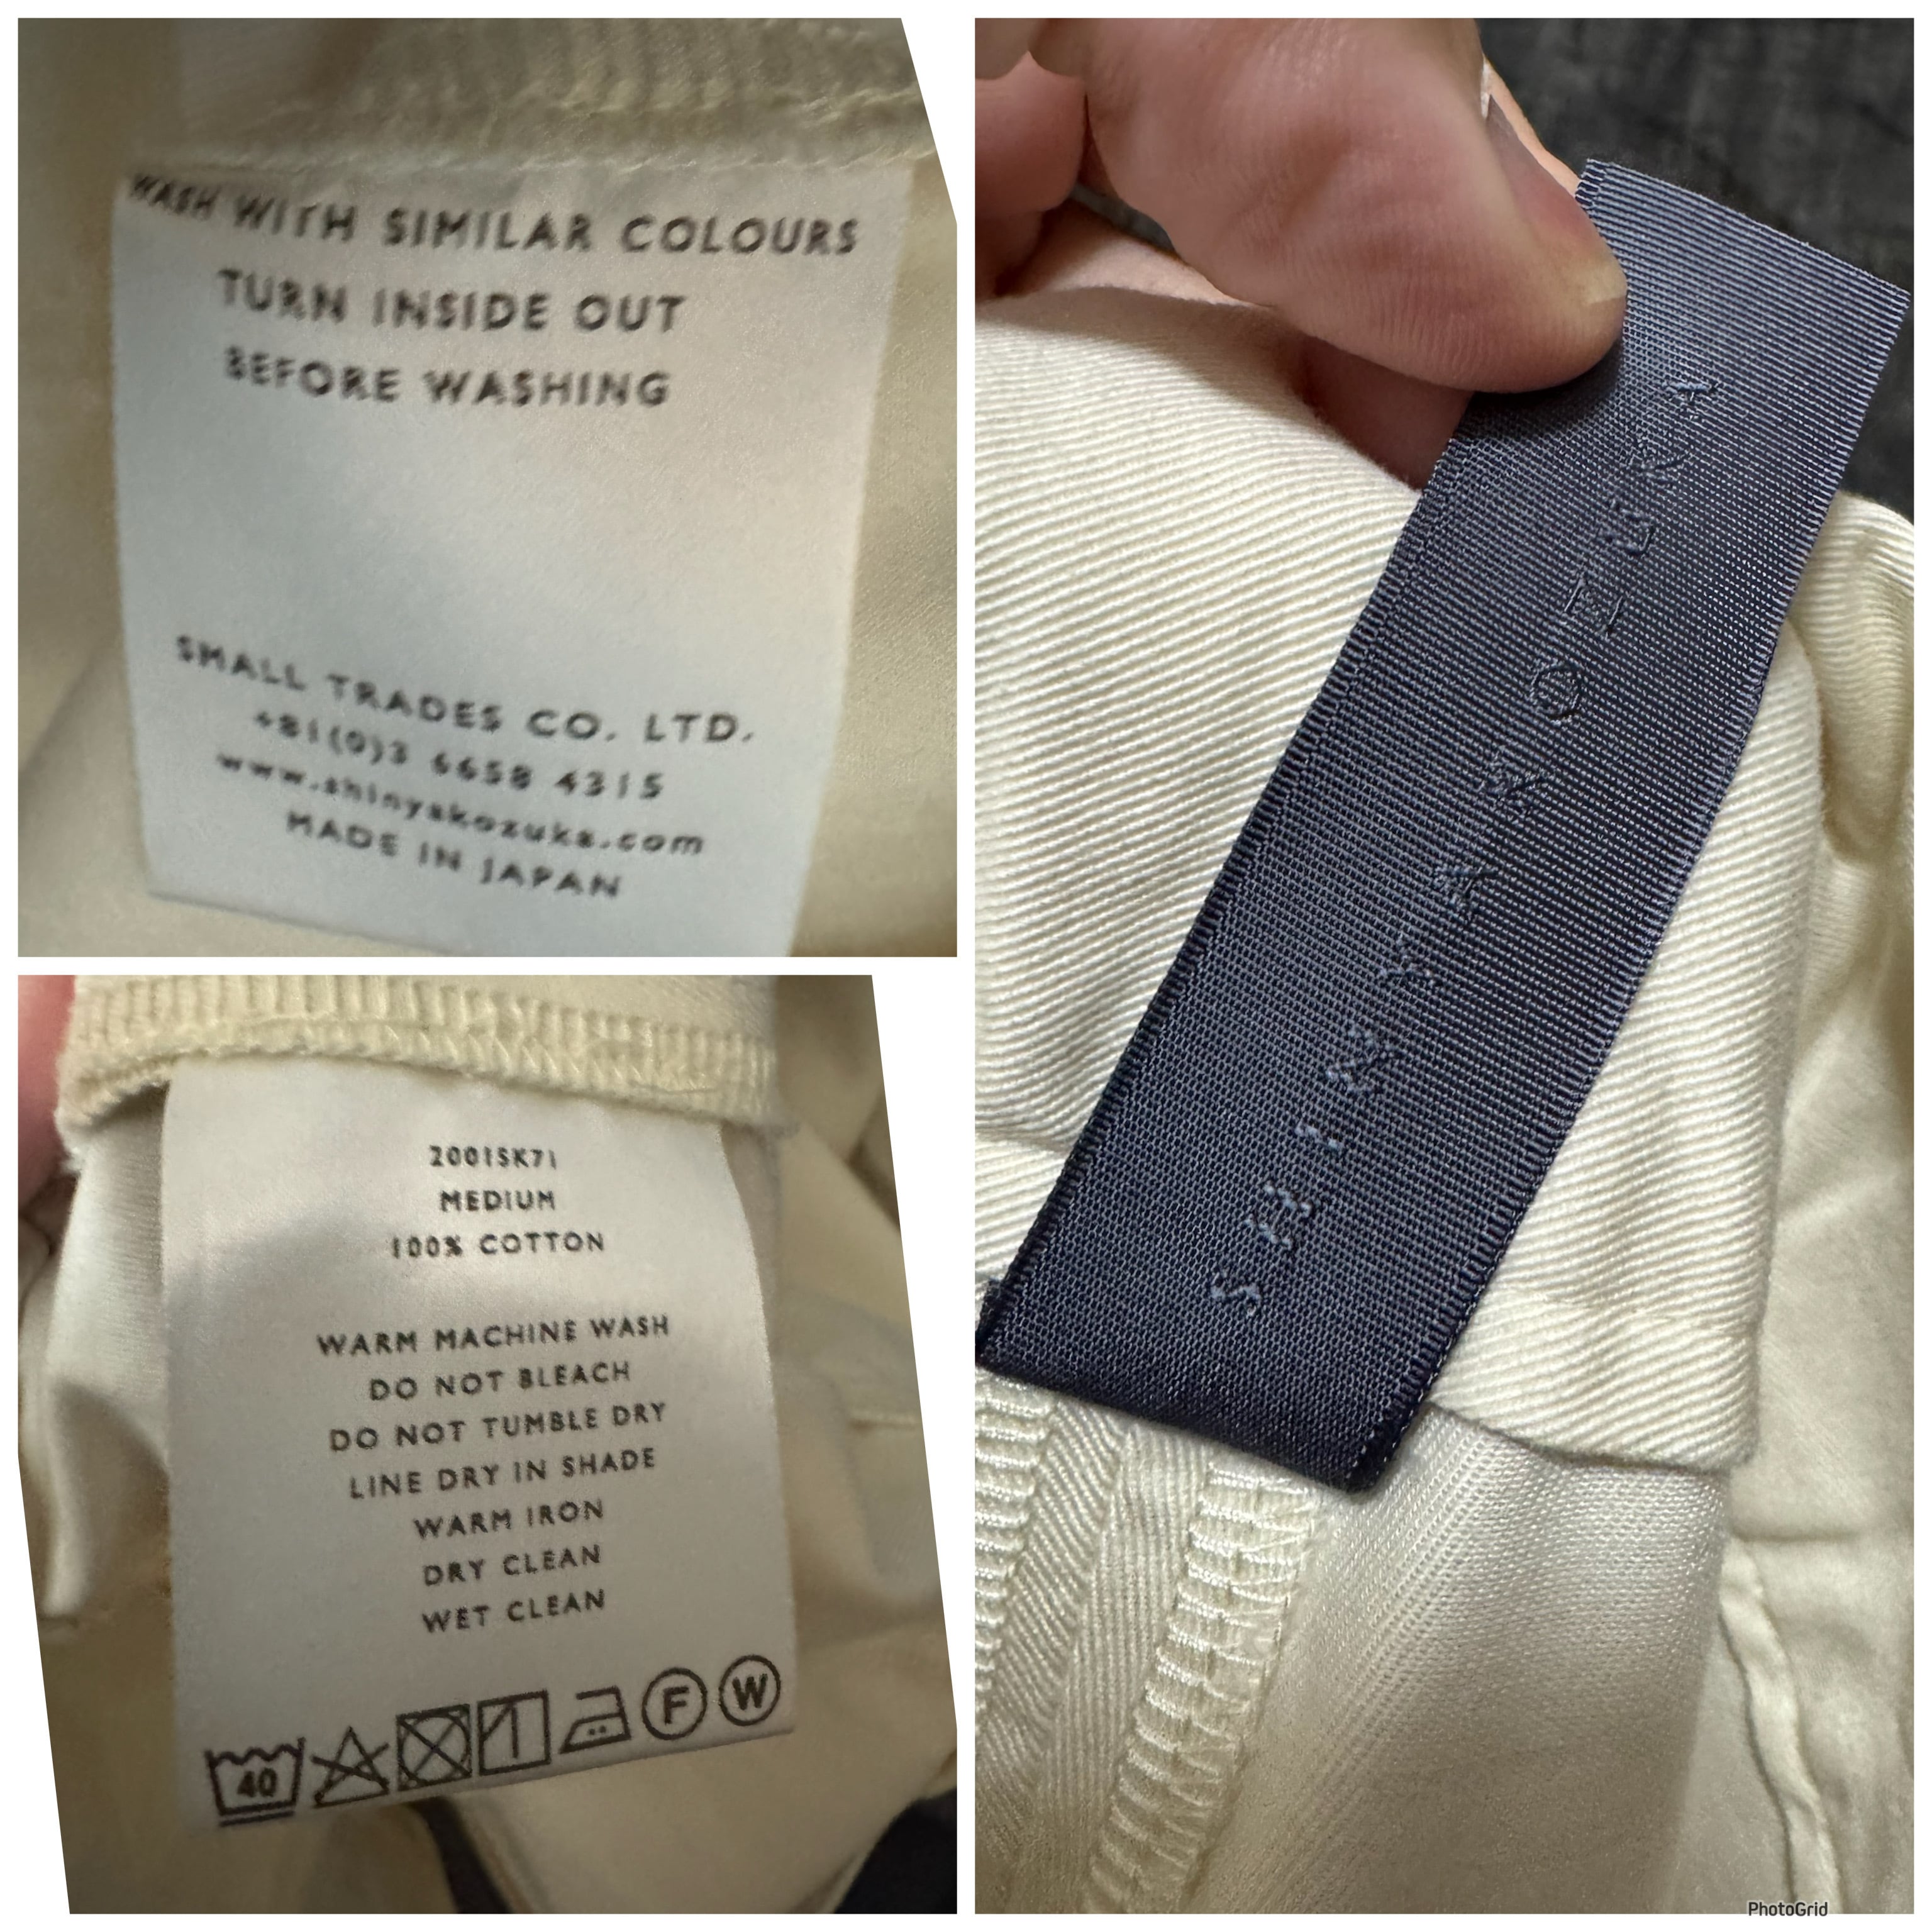 WASH WITH SIMILAR COLOURS
TURN INSIDE OUT
BEFORE WASHING
SMALL TRADES CO. LTD.
+81(0)3 6658 4315
www.shinyakozuka.com
MADE IN JAPAN
2001SK71
MEDIUM
100% COTTON
WARM MACHINE WASH
DO NOT BLEACH
DO NOT TUMBLE DRY
LINE DRY IN SHADE
WARM IRON
DRY CLEAN
WET CLEAN
40 F W
SHINYAKOZUKA
PhotoGrid